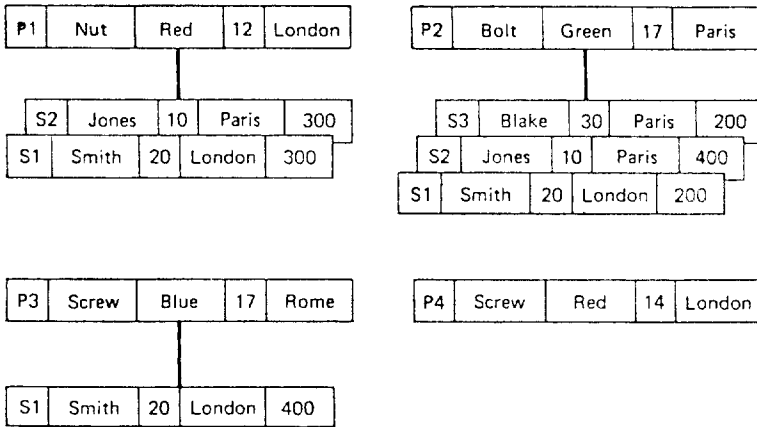 P1 Nut Red 12 London
S2 Jones 10 Paris 300
S1 Smith 20 London 300
P2 Bolt Green 17 Paris
S3 Blake 30 Paris 200
S2 Jones 10 Paris 400
S1 Smith 20 London 200
P3 Screw Blue 17 Rome
S1 Smith 20 London 400
P4 Screw Red 14 London